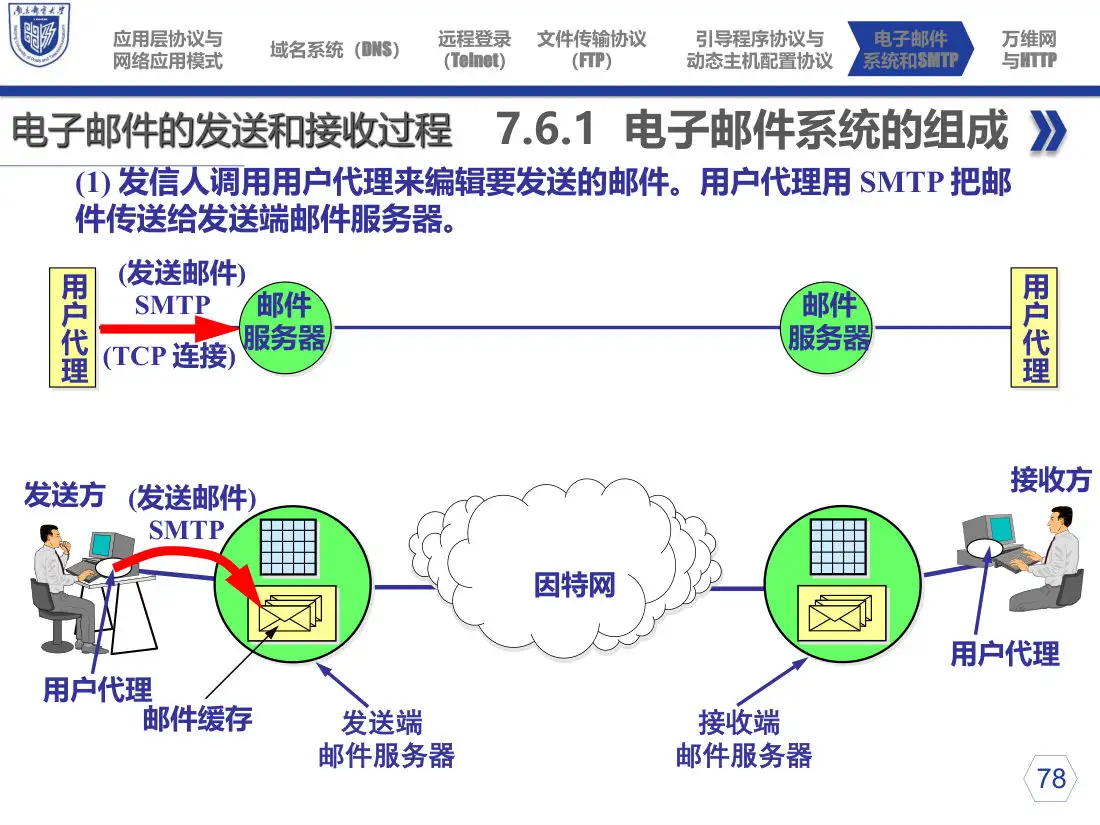 应用层协议与
网络应用模式
域名系统（DNS）
远程登录
（Telnet）
文件传输协议
（FTP）
引导程序协议与
动态主机配置协议
电子邮件
系统和SMTP
万维网
与HTTP
电子邮件的发送和接收过程
7.6.1 电子邮件系统的组成
(1) 发信人调用用户代理来编辑要发送的邮件。用户代理用 SMTP 把邮
件传送给发送端邮件服务器。
用户代理
(发送邮件)
SMTP
(TCP 连接)
邮件
服务器
邮件
服务器
用户代理
发送方
(发送邮件)
SMTP
因特网
接收方
用户代理
邮件缓存
发送端
邮件服务器
接收端
邮件服务器
用户代理
78